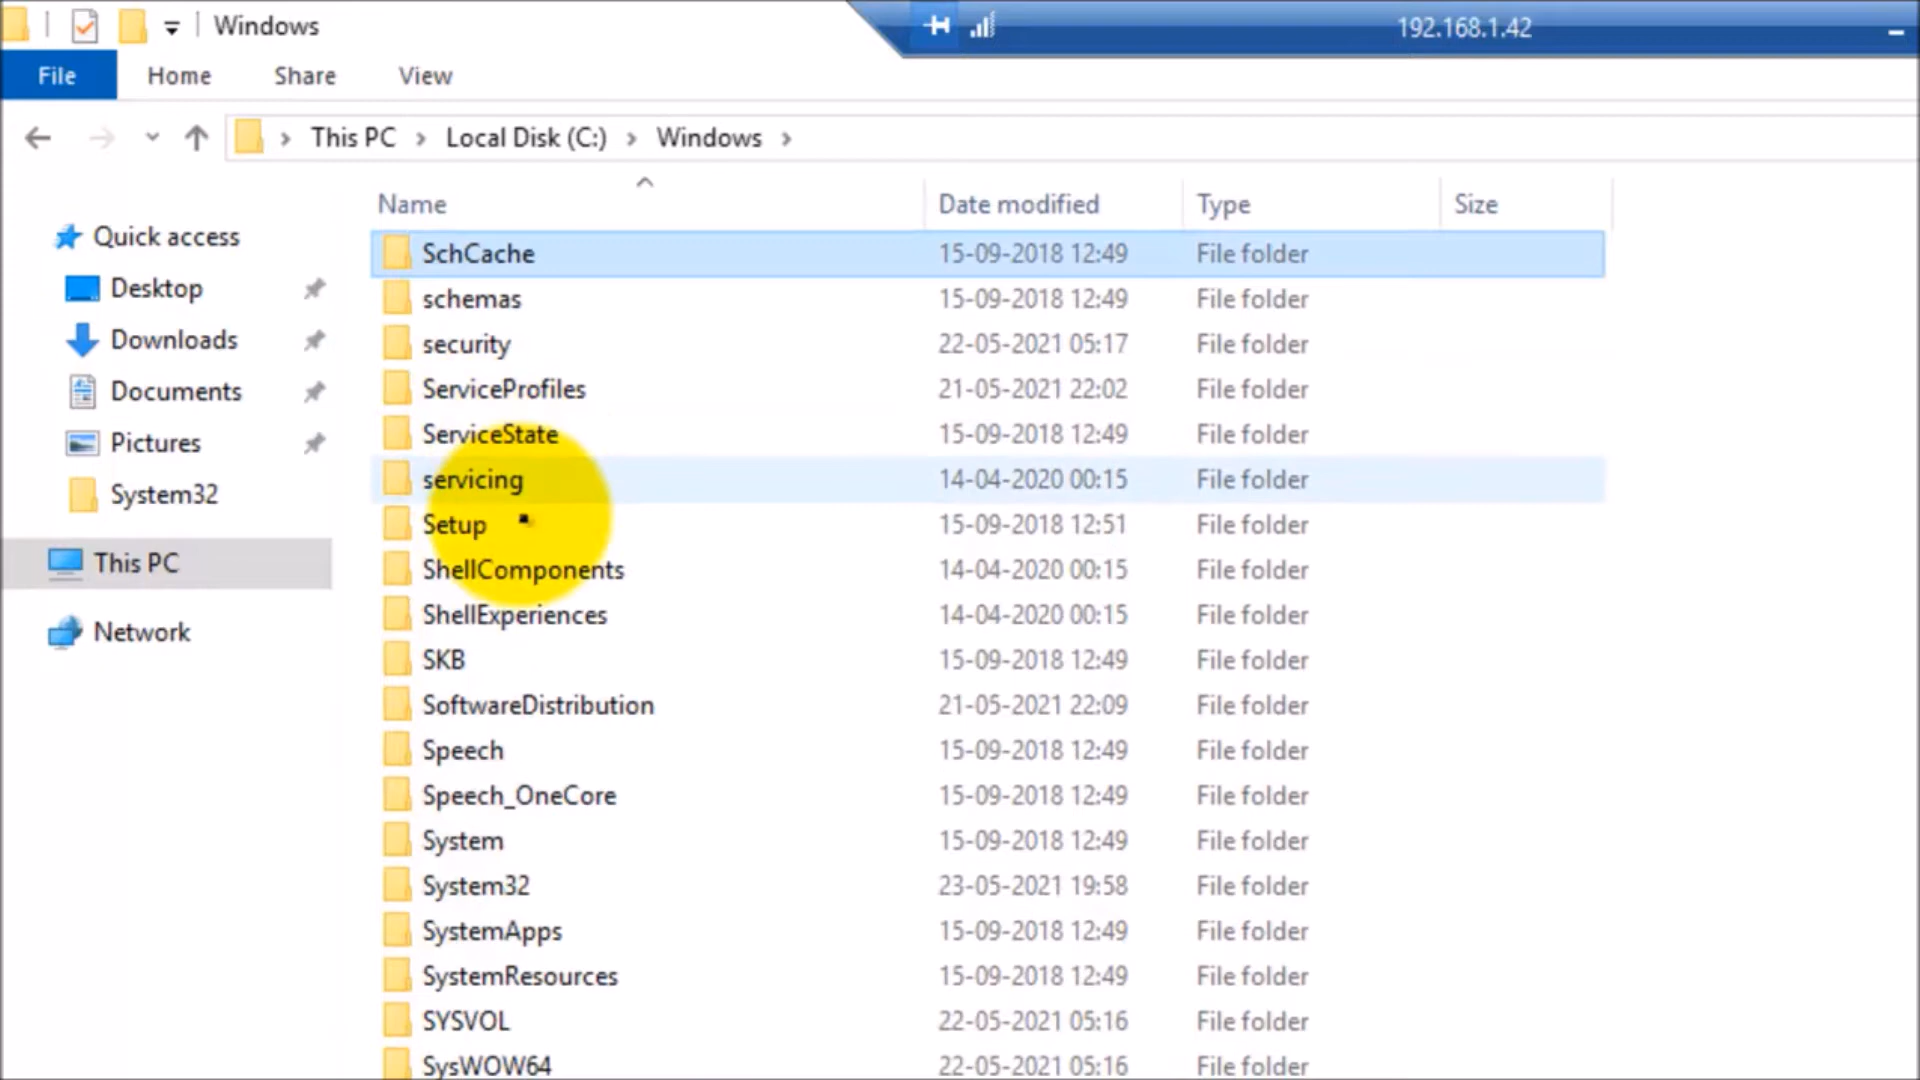 Windows
192.168.1.42
File Home Share View
This PC Local Disk (C:) Windows
Name Date modified Type Size
Quick access
Desktop
Downloads
Documents
Pictures
System32
This PC
Network
SchCache 15-09-2018 12:49 File folder
schemas 15-09-2018 12:49 File folder
security 22-05-2021 05:17 File folder
ServiceProfiles 21-05-2021 22:02 File folder
ServiceState 15-09-2018 12:49 File folder
servicing 14-04-2020 00:15 File folder
Setup 15-09-2018 12:51 File folder
ShellComponents 14-04-2020 00:15 File folder
ShellExperiences 14-04-2020 00:15 File folder
SKB 15-09-2018 12:49 File folder
SoftwareDistribution 21-05-2021 22:09 File folder
Speech 15-09-2018 12:49 File folder
Speech_OneCore 15-09-2018 12:49 File folder
System 15-09-2018 12:49 File folder
System32 23-05-2021 19:58 File folder
SystemApps 15-09-2018 12:49 File folder
SystemResources 15-09-2018 12:49 File folder
SYSVOL 22-05-2021 05:16 File folder
SysWOW64 22-05-2021 05:16 File folder